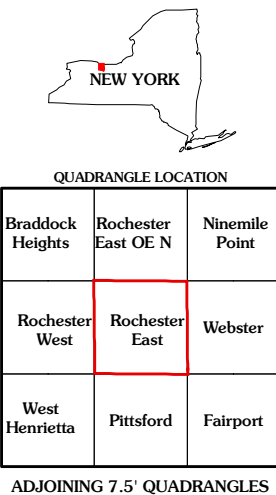 NEW YORK
QUADRANGLE LOCATION
Braddock
Heights
Rochester
East OE N
Ninemile
Point
Rochester
West
Rochester
East
Webster
West
Henrietta
Pittsford
Fairport
ADJOINING 7.5' QUADRANGLES